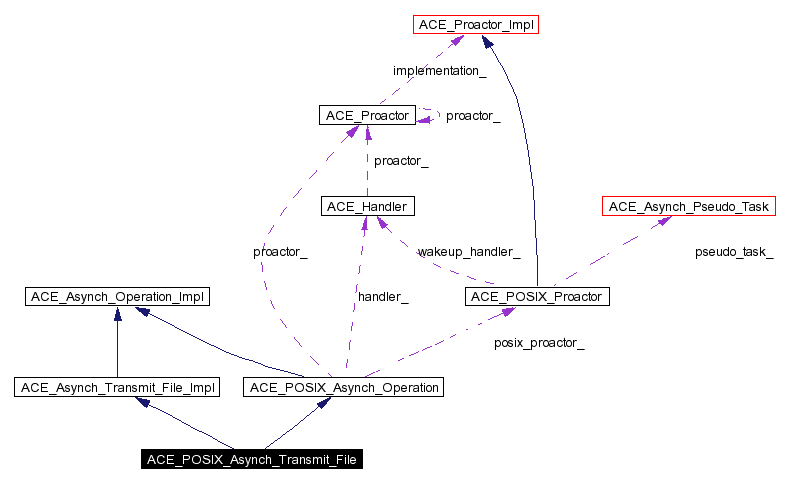 ACE_Proactor_Impl
implementation_
ACE_Proactor
proactor_
proactor_
ACE_Handler
ACE_Asynch_Pseudo_Task
proactor_
wakeup_handler_
pseudo_task_
ACE_Asynch_Operation_Impl
handler_
ACE_POSIX_Proactor
posix_proactor_
ACE_Asynch_Transmit_File_Impl
ACE_POSIX_Asynch_Operation
ACE_POSIX_Asynch_Transmit_File